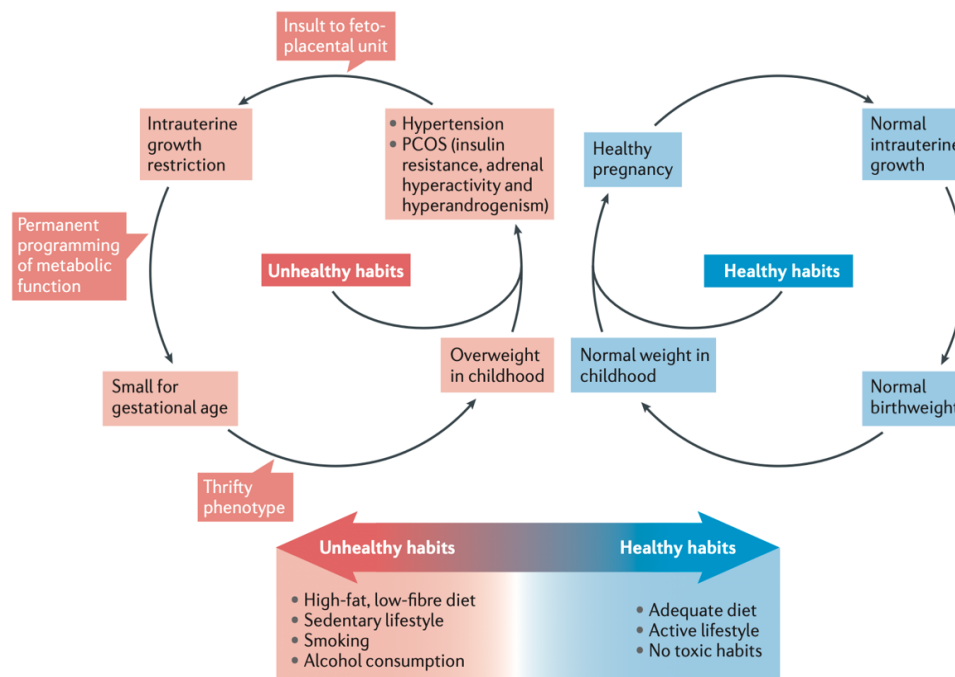 Insult to feto-
placental unit
Intrauterine
growth
restriction
• Hypertension
• PCOS (insulin
resistance, adrenal
hyperactivity and
hyperandrogenism)
Healthy
pregnancy
Normal
intrauterine
growth
Permanent
programming
of metabolic
function
Unhealthy habits
Healthy habits
Overweight
in childhood
Normal weight in
childhood
Small for
gestational age
Normal
birthweight
Thrifty
phenotype
Unhealthy habits
Healthy habits
• High-fat, low-fibre diet
• Sedentary lifestyle
• Smoking
• Alcohol consumption
• Adequate diet
• Active lifestyle
• No toxic habits